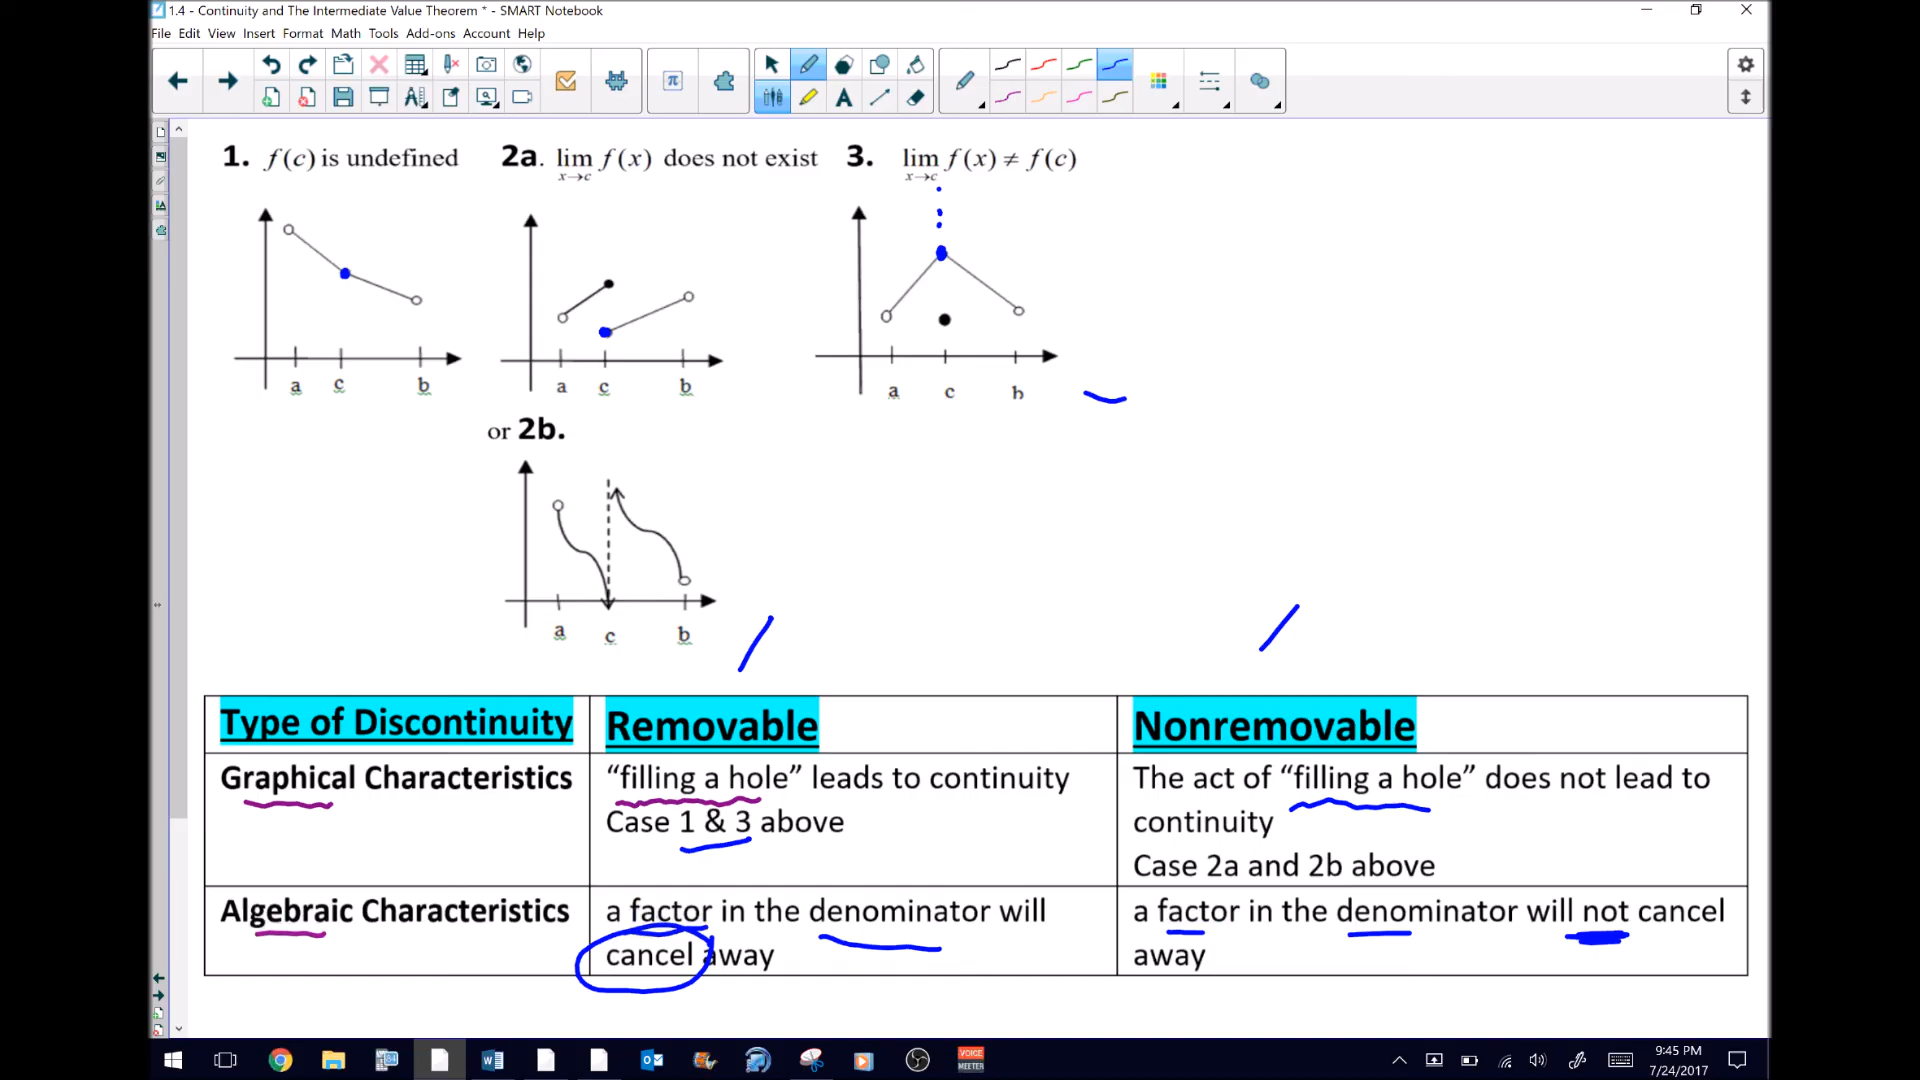 1.4 - Continuity and The Intermediate Value Theorem * - SMART Notebook
File Edit View Insert Format Math Tools Add-ons Account Help
1. f(c) is undefined 2a. lim f(x) does not exist 3. lim f(x) ≠ f(c)
x→c x→c
a c b a c b a c b
or 2b.
a c b
Type of Discontinuity Removable Nonremovable
Graphical Characteristics “filling a hole” leads to continuity The act of “filling a hole” does not lead to
Case 1 & 3 above continuity
Case 2a and 2b above
Algebraic Characteristics a factor in the denominator will a factor in the denominator will not cancel
cancel away away
VOICE
MEETER
9:45 PM
7/24/2017